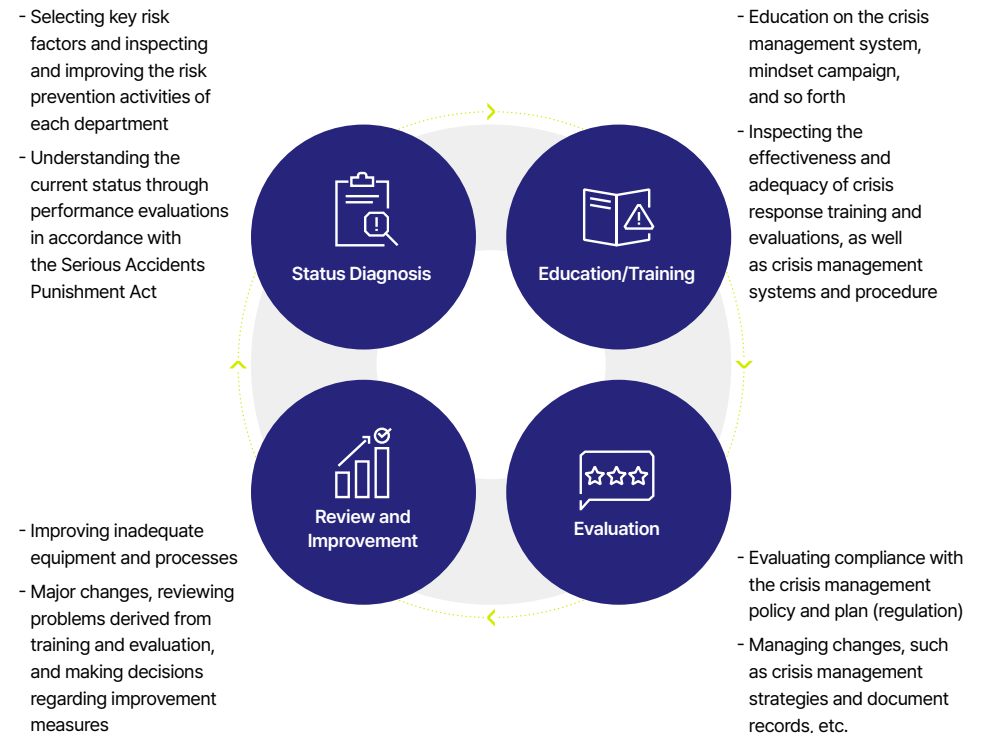 - Selecting key risk
factors and inspecting
and improving the risk
prevention activities of
each department
- Understanding the
current status through
performance evaluations
in accordance with
the Serious Accidents
Punishment Act
Status Diagnosis
- Education on the crisis
management system,
mindset campaign,
and so forth
- Inspecting the
effectiveness and
adequacy of crisis
response training and
evaluations, as well
as crisis management
systems and procedure
Education/Training
- Improving inadequate
equipment and processes
- Major changes, reviewing
problems derived from
training and evaluation,
and making decisions
regarding improvement
measures
Review and
Improvement
Evaluation
- Evaluating compliance with
the crisis management
policy and plan (regulation)
- Managing changes, such
as crisis management
strategies and document
records, etc.